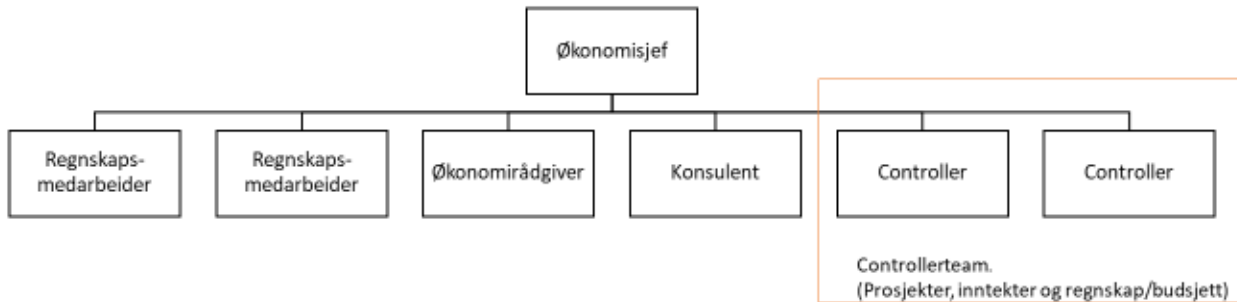 Økonomisjef
Regnskaps-
medarbeider
Regnskaps-
medarbeider
Økonomirådgiver
Konsulent
Controller
Controller
Controllerteam.
(Prosjekter, inntekter og regnskap/budsjett)